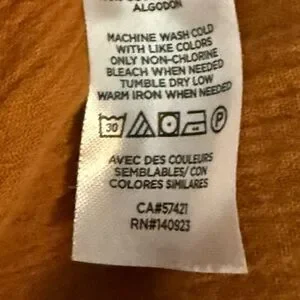 ALGODON
MACHINE WASH COLD
WITH LIKE COLORS
ONLY NON-CHLORINE
BLEACH WHEN NEEDED
TUMBLE DRY LOW
WARM IRON WHEN NEEDED
30 P
AVEC DES COULEURS
SEMBLABLES/CON
COLORES SIMILARES
CA#57421
RN#140923